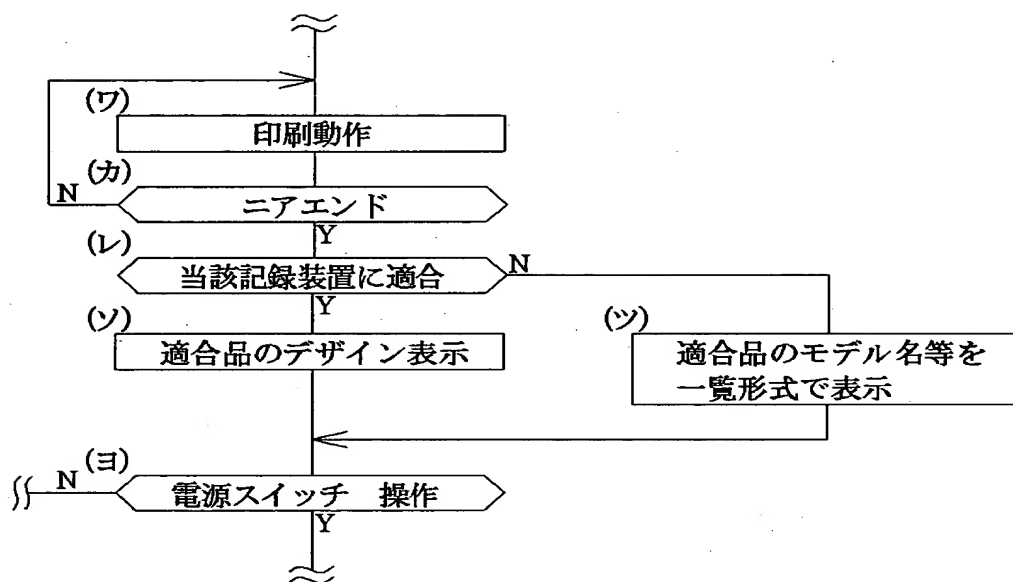 (ワ)
印刷動作
(カ)
N
ニアエンド
Y
(レ)
N
当該記録装置に適合
Y
(ソ)
(ツ)
適合品のデザイン表示
適合品のモデル名等を
一覧形式で表示
(ヨ)
N
電源スイッチ 操作
Y